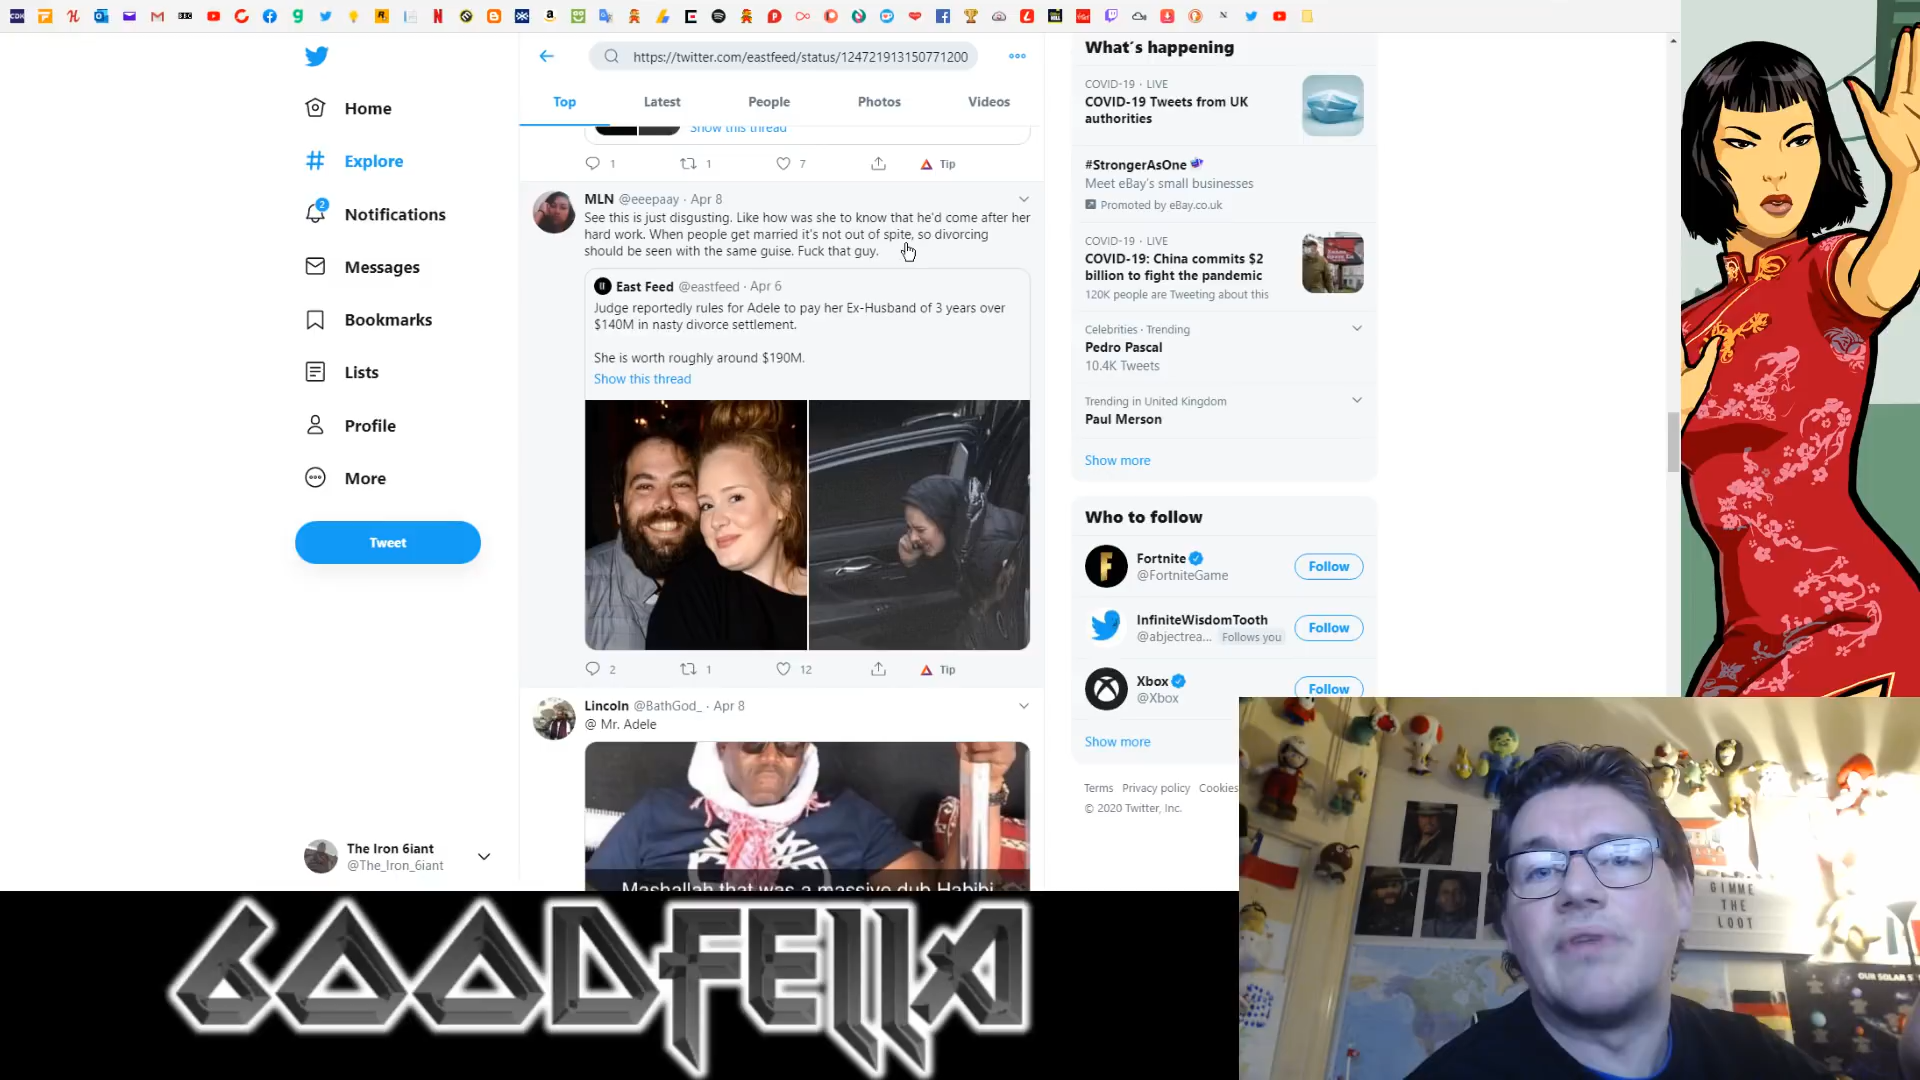 https://twitter.com/eastfeed/status/124721913150771200
Top Latest People Photos Videos
Home
Explore
2
Notifications
Messages
Bookmarks
Lists
Profile
More
Tweet
The Iron 6iant
@The_Iron_6iant
Show this thread
1 1 7 Tip
MLN @eeepaay · Apr 8
See this is just disgusting. Like how was she to know that he'd come after her
hard work. When people get married it's not out of spite, so divorcing
should be seen with the same guise. Fuck that guy.
East Feed @eastfeed · Apr 6
Judge reportedly rules for Adele to pay her Ex-Husband of 3 years over
$140M in nasty divorce settlement.
She is worth roughly around $190M.
Show this thread
2 1 12 Tip
Lincoln @BathGod_ · Apr 8
@ Mr. Adele
Mashallah that was a massive dub Habibi
What's happening
COVID-19 · LIVE
COVID-19 Tweets from UK
authorities
#StrongerAsOne
Meet eBay's small businesses
Promoted by eBay.co.uk
COVID-19 · LIVE
COVID-19: China commits $2
billion to fight the pandemic
120K people are Tweeting about this
Celebrities · Trending
Pedro Pascal
10.4K Tweets
Trending in United Kingdom
Paul Merson
Show more
Who to follow
Fortnite
@FortniteGame
Follow
InfiniteWisdomTooth
@abjectrea... Follows you
Follow
Xbox
@Xbox
Follow
Show more
Terms Privacy policy Cookies
© 2020 Twitter, Inc.
GIMME
THE
LOOT
OUR SOLAR S
6OODFELLA